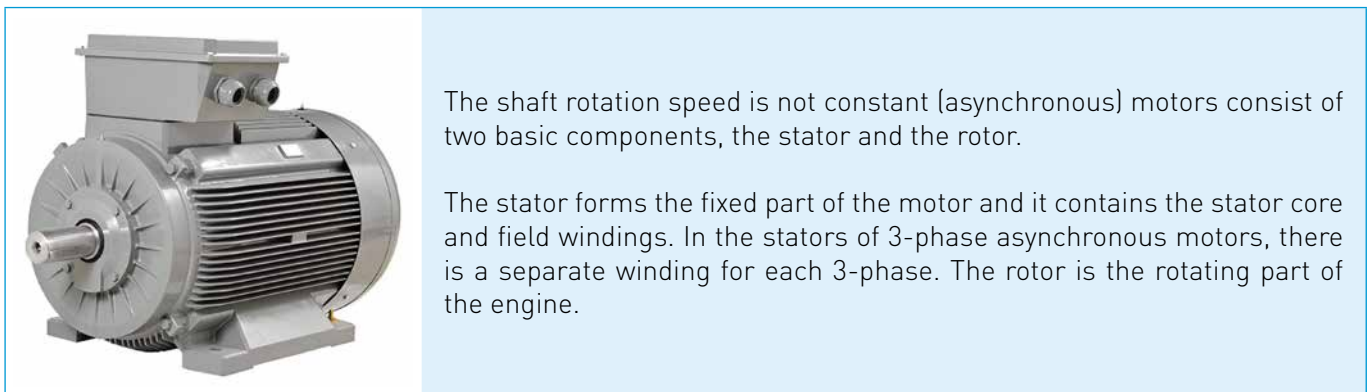 The shaft rotation speed is not constant (asynchronous) motors consist of
two basic components, the stator and the rotor.
The stator forms the fixed part of the motor and it contains the stator core
and field windings. In the stators of 3-phase asynchronous motors, there
is a separate winding for each 3-phase. The rotor is the rotating part of
the engine.